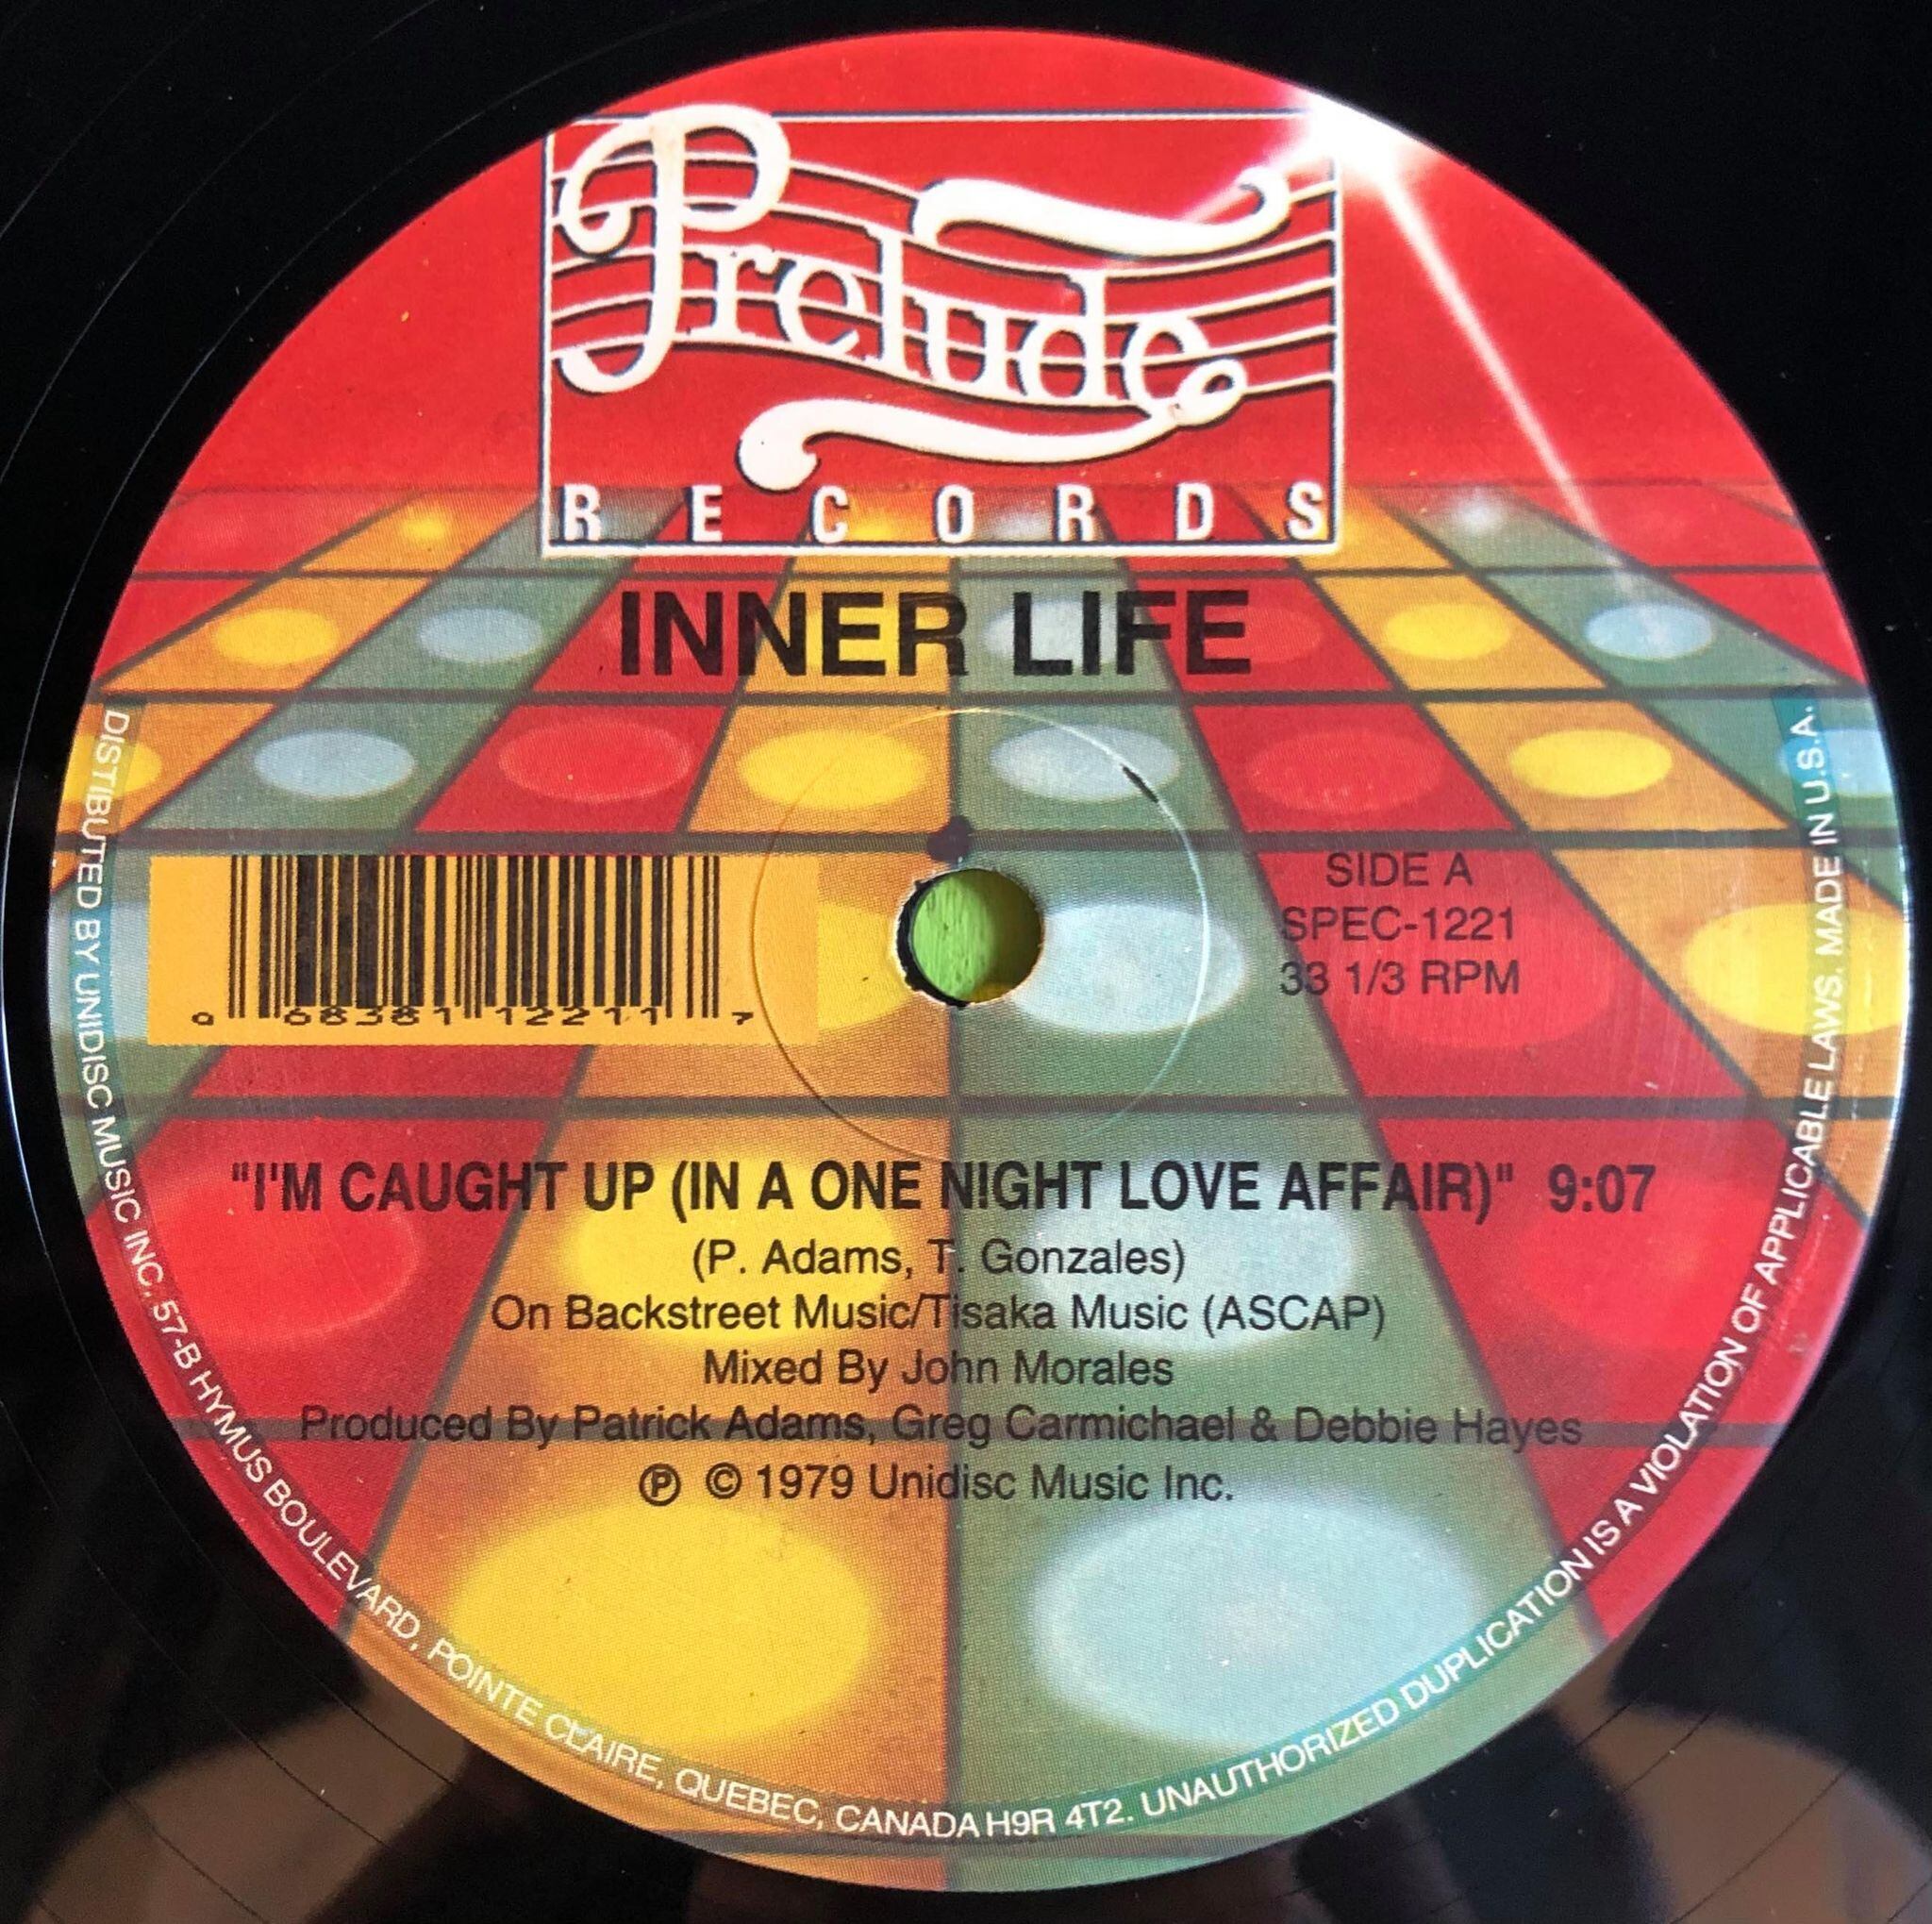 Prelude
RECORDS
INNER LIFE
0 68381 12211 7
SIDE A
SPEC-1221
33 1/3 RPM
"I'M CAUGHT UP (IN A ONE NIGHT LOVE AFFAIR)" 9:07
(P. Adams, T. Gonzales)
On Backstreet Music/Tisaka Music (ASCAP)
Mixed By John Morales
Produced By Patrick Adams, Greg Carmichael & Debbie Hayes
℗ © 1979 Unidisc Music Inc.
DISTIBUTED BY UNIDISC MUSIC INC. 57-B HYMUS BOULEVARD, POINTE CLAIRE, QUEBEC, CANADA H9R 4T2. UNAUTHORIZED DUPLICATION IS A VIOLATION OF APPLICABLE LAWS. MADE IN U.S.A.